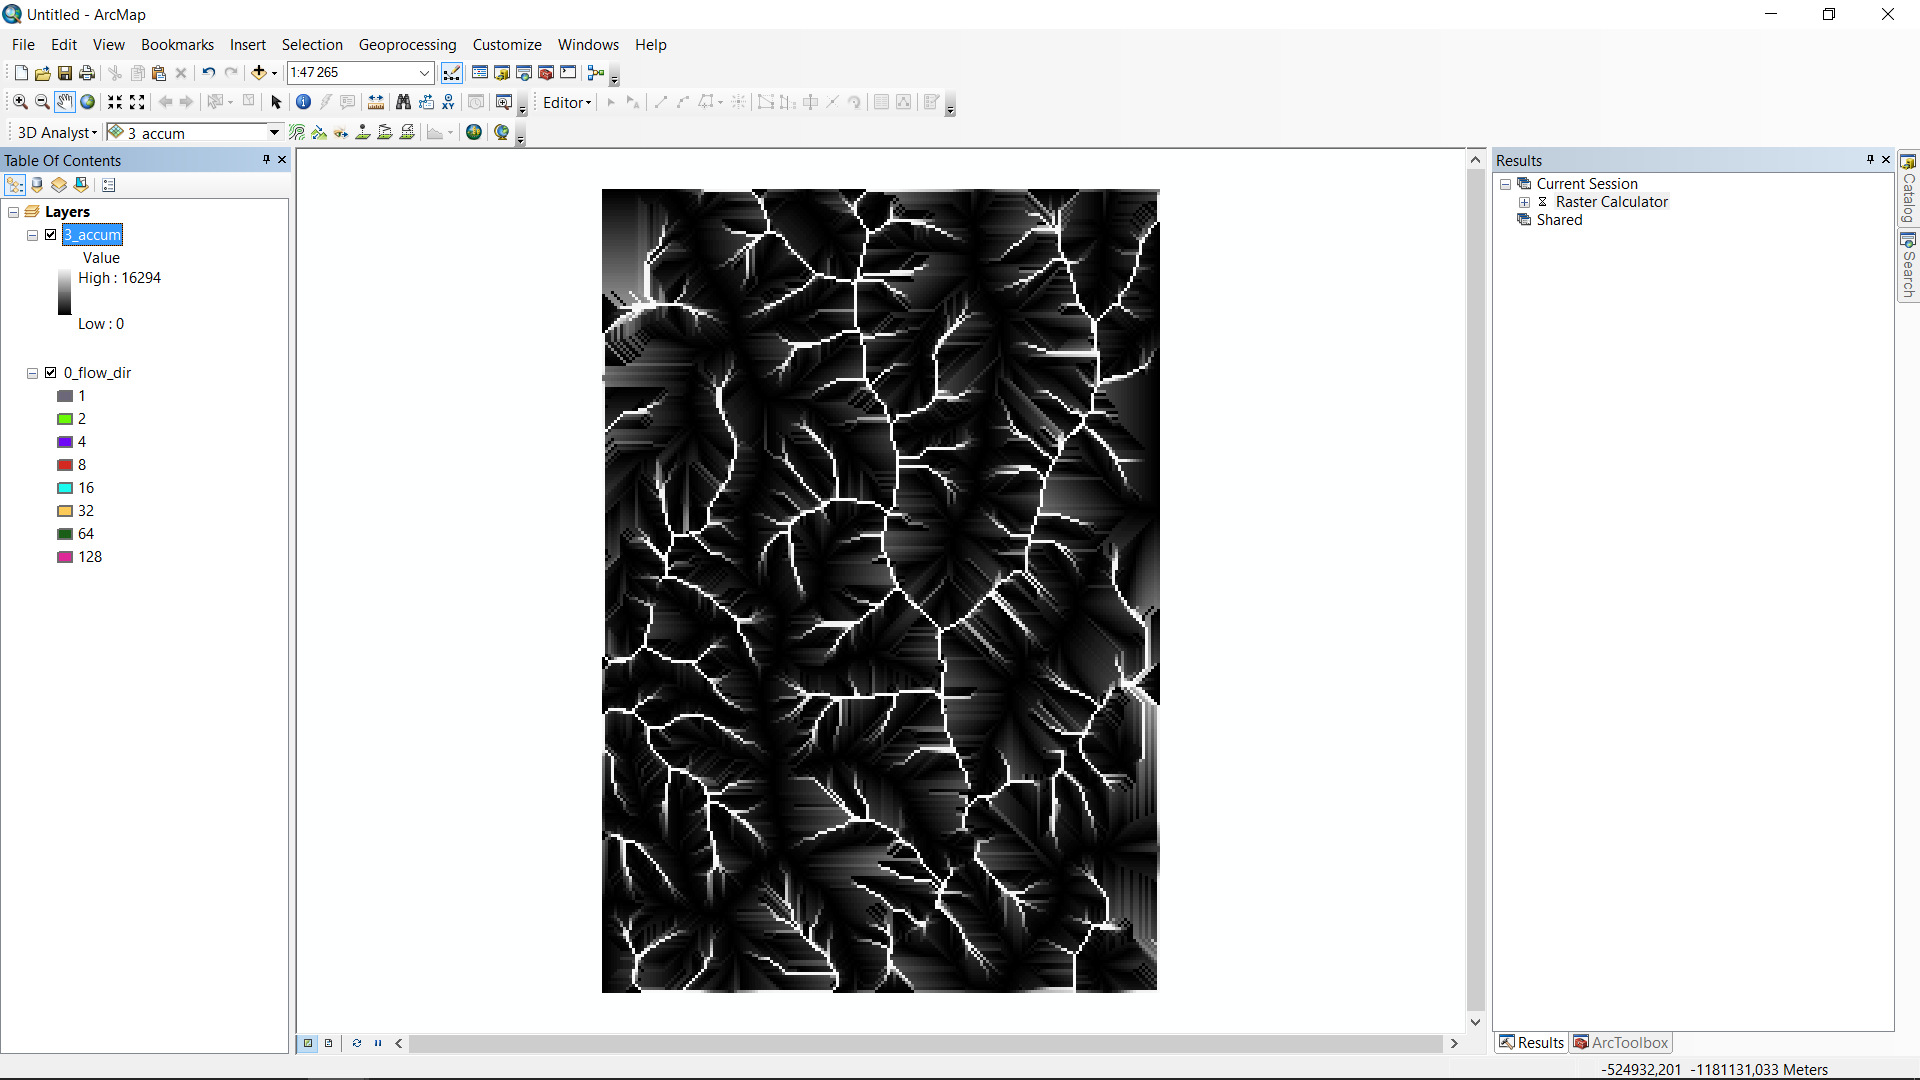 Untitled - ArcMap
File Edit View Bookmarks Insert Selection Geoprocessing Customize Windows Help
1:47 265
XY
Editor
3D Analyst 3_accum
Table Of Contents
Layers
3_accum
Value
High : 16294
Low : 0
0_flow_dir
1
2
4
8
16
32
64
128
Results
Current Session
Raster Calculator
Shared
Catalog
Search
Results ArcToolbox
-524932,201 -1181131,033 Meters